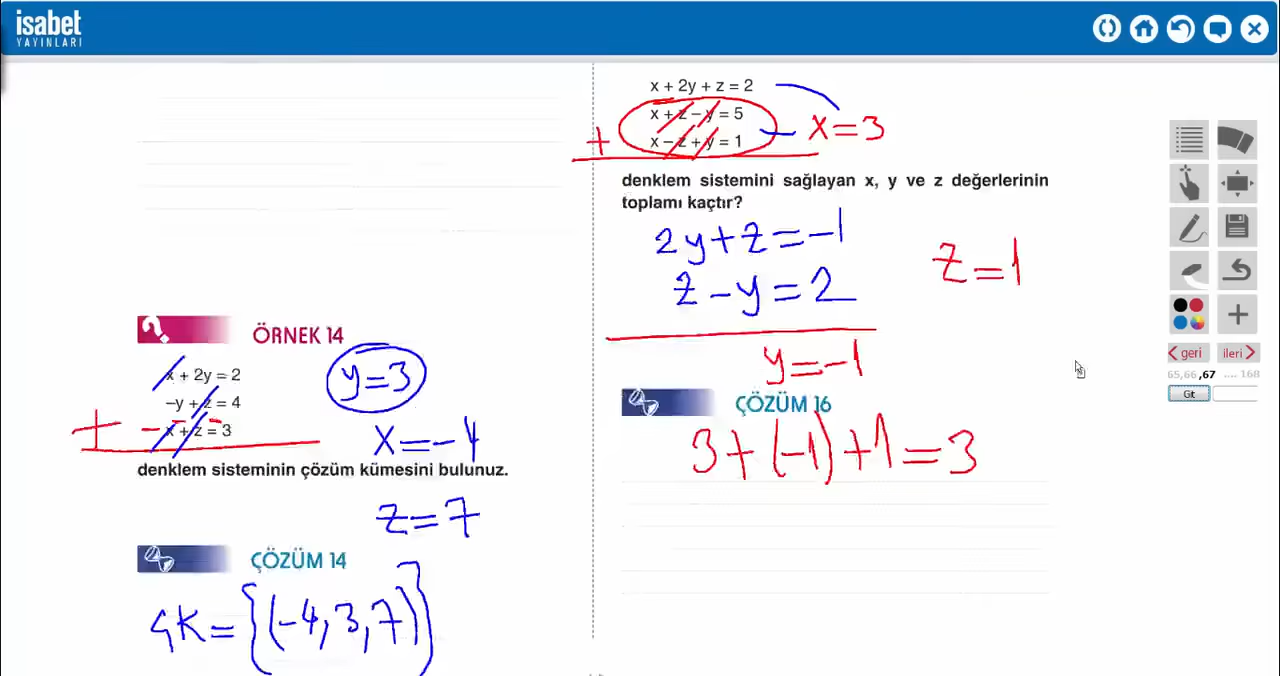 isabet
YAYINLARI
ÖRNEK 14
x + 2y = 2
–y + z = 4
x + z = 3
+ - - -
y=3
x=-4
denklem sisteminin çözüm kümesini bulunuz.
z=7
ÇÖZÜM 14
ÇK={(-4,3,7)}
x + 2y + z = 2
x + z – y = 5
x – z + y = 1
+
x=3
denklem sistemini sağlayan x, y ve z değerlerinin
toplamı kaçtır?
2y+z=-1
z-y=2
z=1
y=-1
ÇÖZÜM 16
3+(-1)+1=3
geri
ileri
65,66,67 .... 168
Git